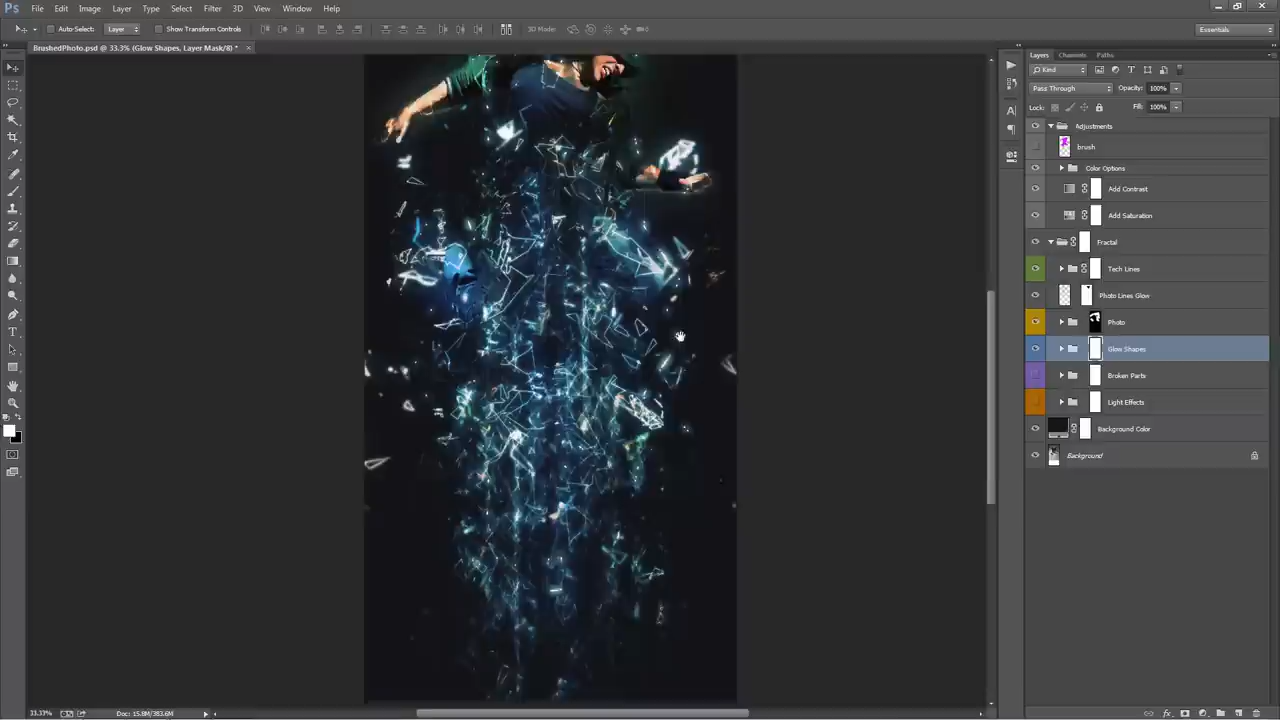 Ps File Edit Image Layer Type Select Filter 3D View Window Help
Auto-Select: Layer Show Transform Controls 3D Mode: Essentials
BrushedPhoto.psd @ 33.3% (Glow Shapes, Layer Mask/8) * ×
Layers Channels Paths
Kind
Pass Through Opacity: 100%
Lock: Fill: 100%
Adjustments
brush
Color Options
Add Contrast
Add Saturation
Fractal
Tech Lines
Photo Lines Glow
Photo
Glow Shapes
Broken Parts
Light Effects
Background Color
Background
33.33% Doc: 15.8M/383.6M